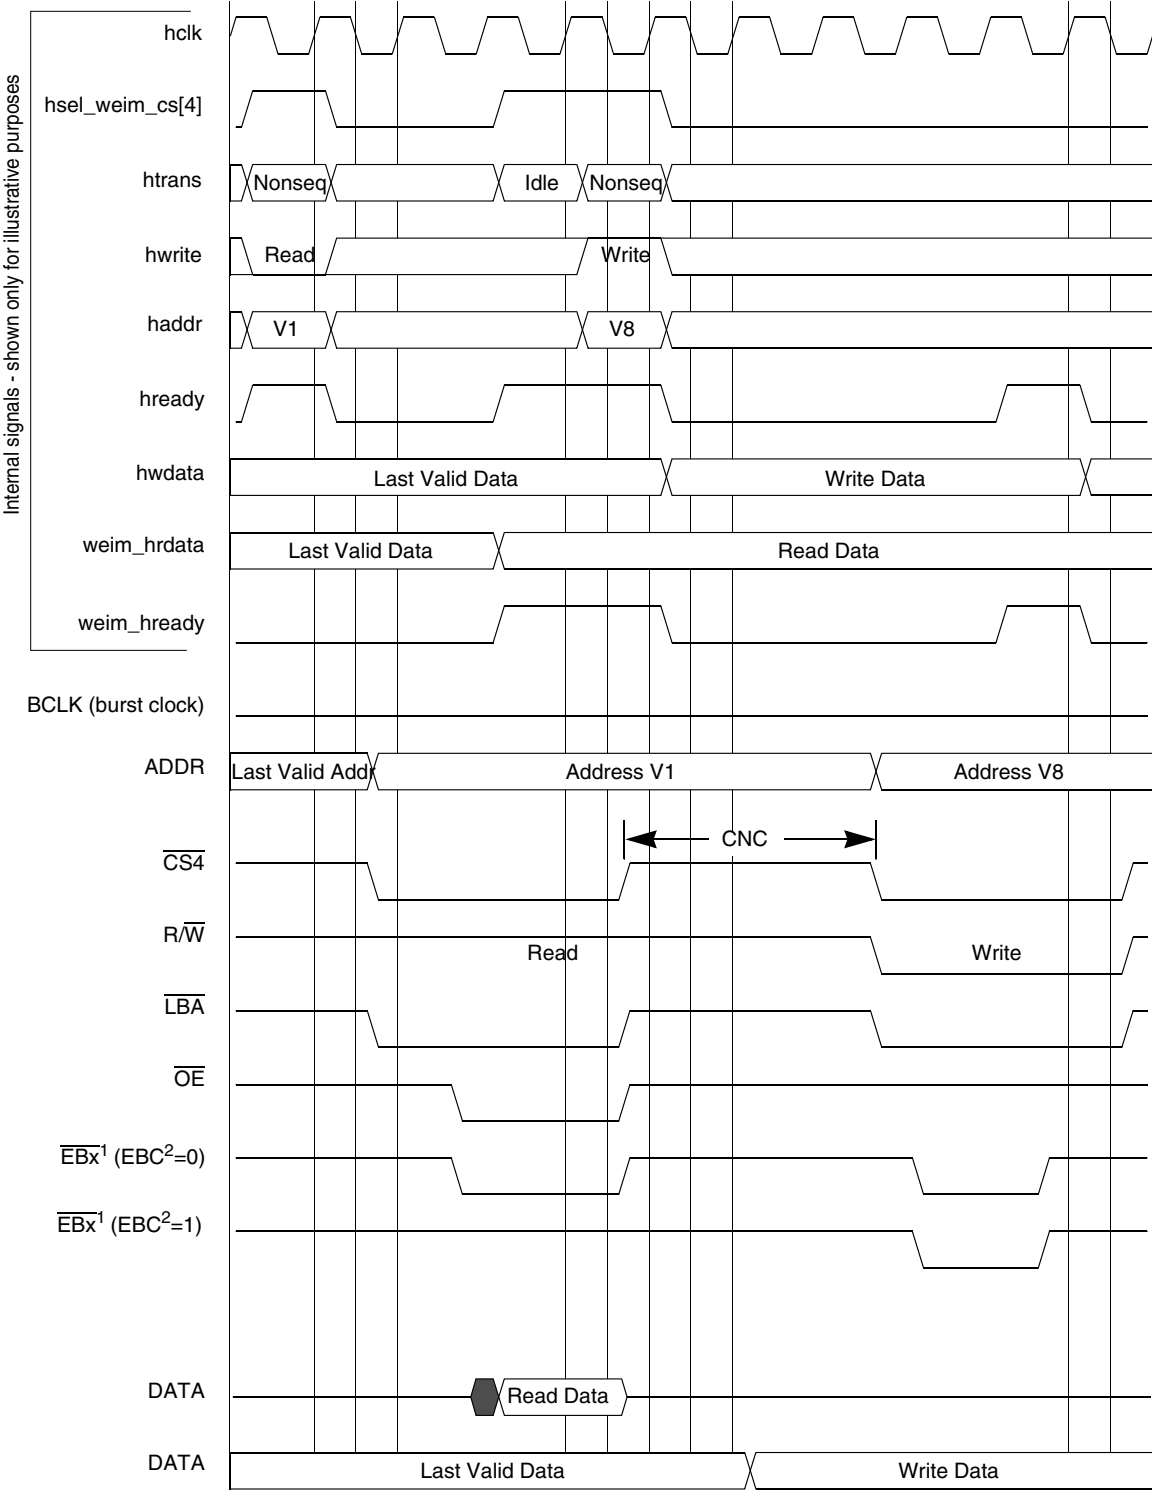 Internal signals - shown only for illustrative purposes
hclk
hsel_weim_cs[4]
htrans Nonseq Idle Nonseq
hwrite Read Write
haddr V1 V8
hready
hwdata Last Valid Data Write Data
weim_hrdata Last Valid Data Read Data
weim_hready
BCLK (burst clock)
ADDR Last Valid Addr Address V1 Address V8
CNC
CS4
R/W Read Write
LBA
OE
EBx1 (EBC2=0)
EBx1 (EBC2=1)
DATA Read Data
DATA Last Valid Data Write Data